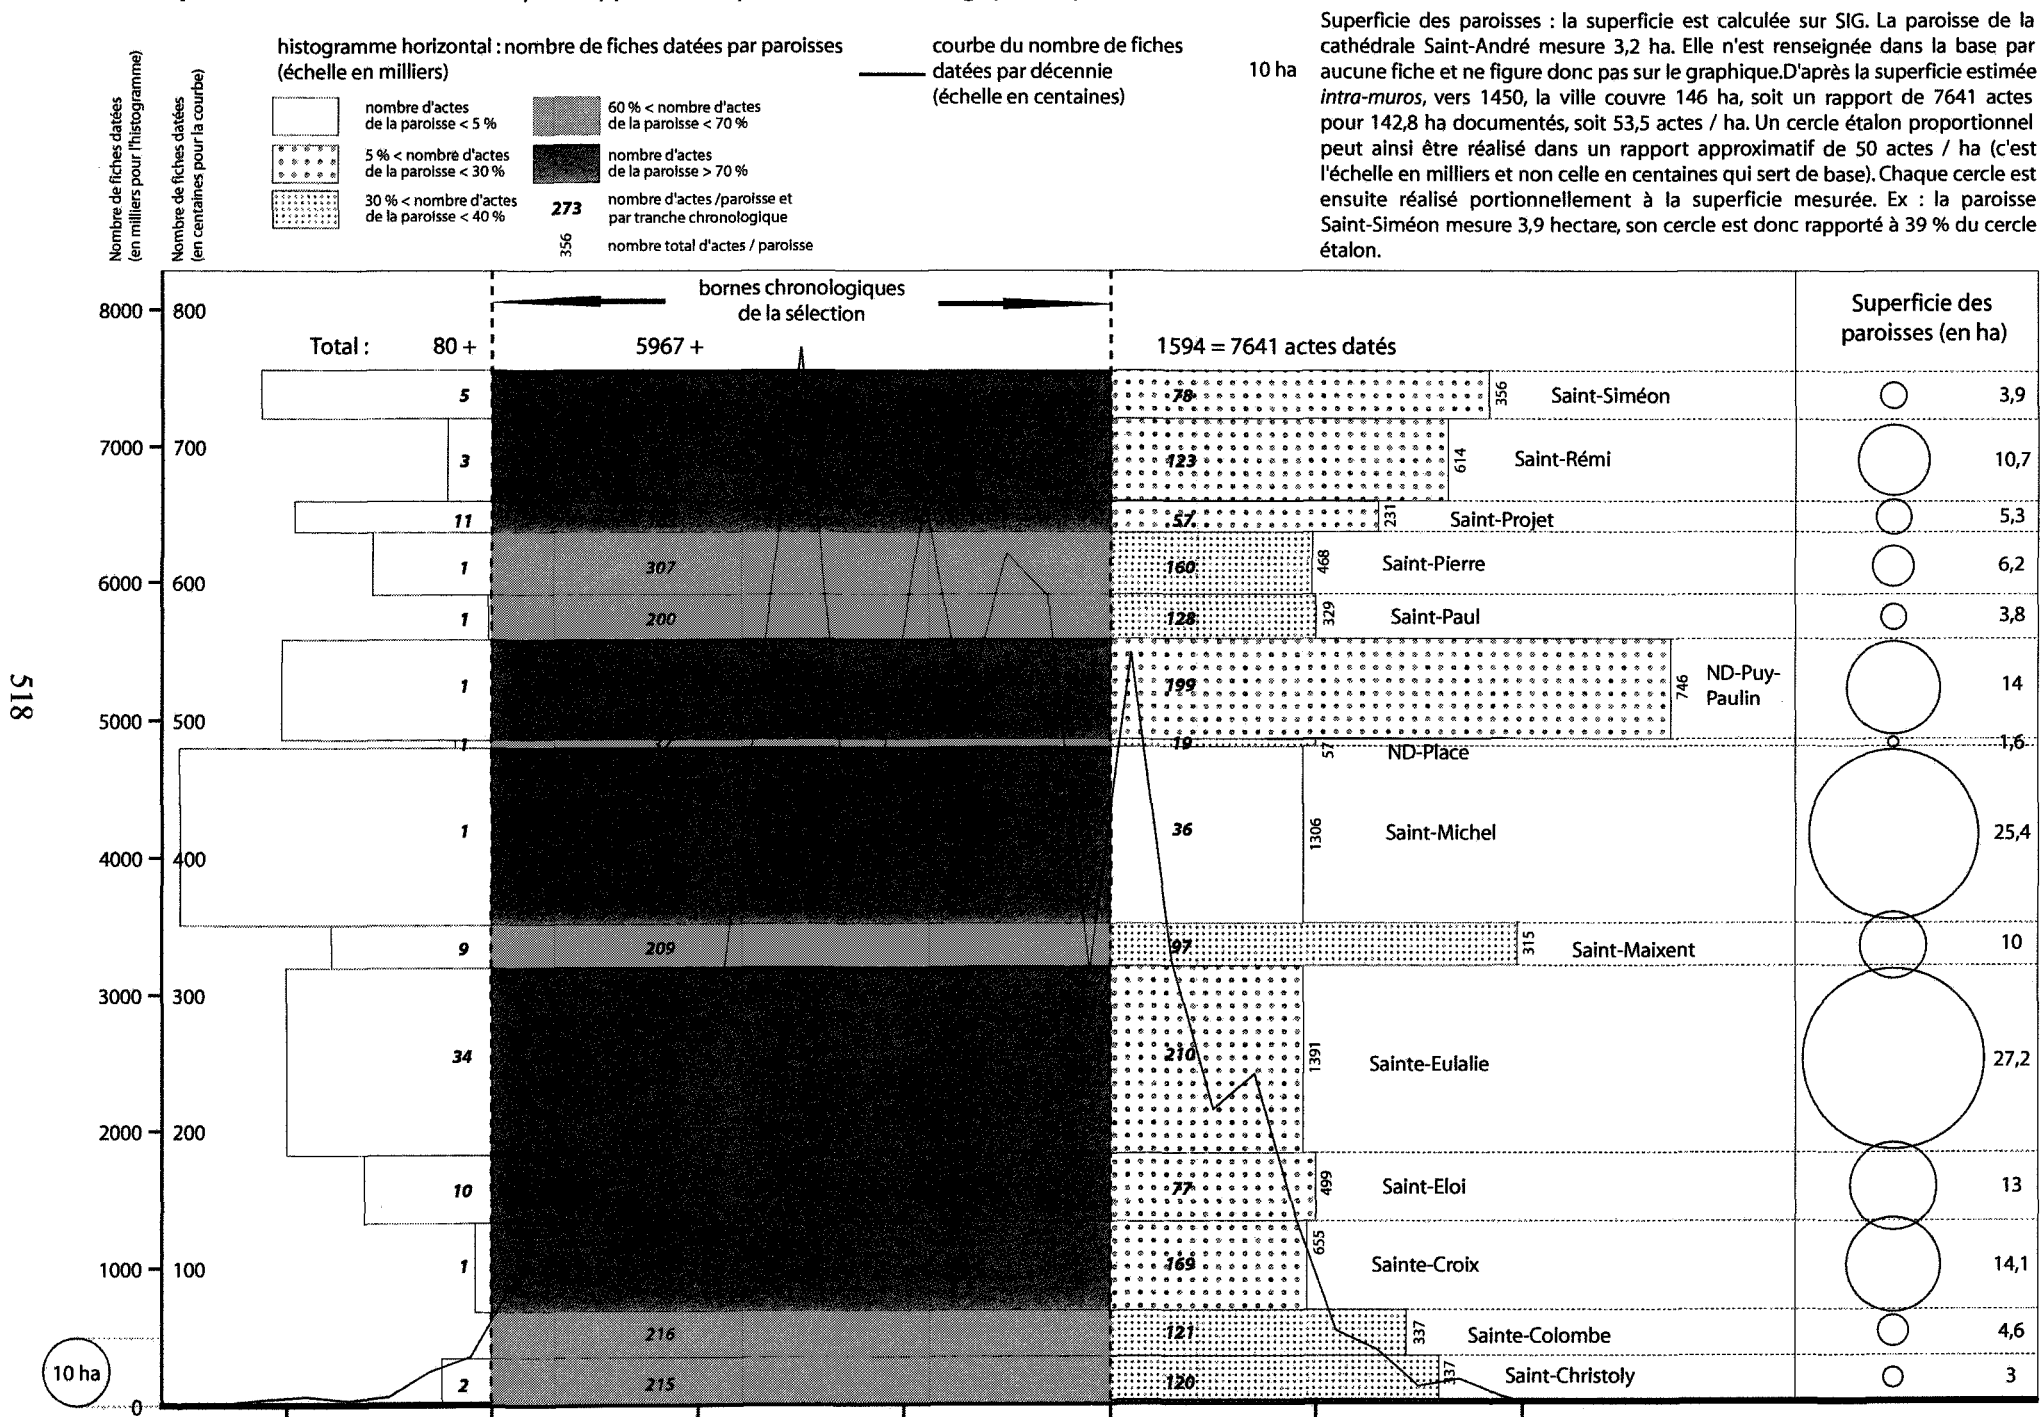 Superficie des paroisses : la superficie est calculée sur SIG. La paroisse de la
cathédrale Saint-André mesure 3,2 ha. Elle n'est renseignée dans la base par
aucune fiche et ne figure donc pas sur le graphique.D'après la superficie estimée
intra-muros, vers 1450, la ville couvre 146 ha, soit un rapport de 7641 actes
pour 142,8 ha documentés, soit 53,5 actes / ha. Un cercle étalon proportionnel
peut ainsi être réalisé dans un rapport approximatif de 50 actes / ha (c'est
l'échelle en milliers et non celle en centaines qui sert de base). Chaque cercle est
ensuite réalisé portionnellement à la superficie mesurée. Ex : la paroisse
Saint-Siméon mesure 3,9 hectare, son cercle est donc rapporté à 39 % du cercle
étalon.
10 ha
Nombre de fiches datées
(en milliers pour l'histogramme)
Nombre de fiches datées
(en centaines pour la courbe)
histogramme horizontal : nombre de fiches datées par paroisses
(échelle en milliers)
courbe du nombre de fiches
datées par décennie
(échelle en centaines)
nombre d'actes
de la paroisse < 5 %
5 % < nombre d'actes
de la paroisse < 30 %
30 % < nombre d'actes
de la paroisse < 40 %
60 % < nombre d'actes
de la paroisse < 70 %
nombre d'actes
de la paroisse > 70 %
273 nombre d'actes /paroisse et
par tranche chronologique
356 nombre total d'actes / paroisse
bornes chronologiques
de la sélection
Superficie des
paroisses (en ha)
8000 800
Total : 80 + 5967 + 1594 = 7641 actes datés
5 78 356 Saint-Siméon 3,9
7000 700
3 123 614 Saint-Rémi 10,7
11 57 231 Saint-Projet 5,3
1 307 160 468 Saint-Pierre 6,2
6000 600
1 200 128 329 Saint-Paul 3,8
1 199 746 ND-Puy-
Paulin 14
518
5000 500
1 19 57 ND-Place 1,6
1 36 1306 Saint-Michel 25,4
4000 400
9 209 97 315 Saint-Maixent 10
3000 300
34 210 1391 Sainte-Eulalie 27,2
2000 200
10 77 499 Saint-Eloi 13
1 169 655 Sainte-Croix 14,1
1000 100
216 121 337 Sainte-Colombe 4,6
10 ha
2 215 120 337 Saint-Christoly 3
0